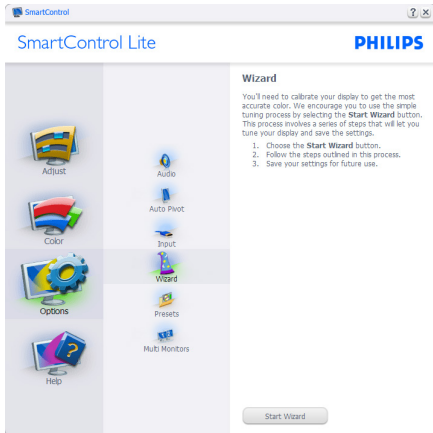 SmartControl
SmartControl Lite
PHILIPS
Adjust
Color
Options
Help
Audio
Auto Pivot
Input
Wizard
Presets
Multi Monitors
Wizard
You'll need to calibrate your display to get the most
accurate color. We encourage you to use the simple
tuning process by selecting the Start Wizard button.
This process involves a series of steps that will let you
tune your display and save the settings.
1. Choose the Start Wizard button.
2. Follow the steps outlined in this process.
3. Save your settings for future use.
Start Wizard